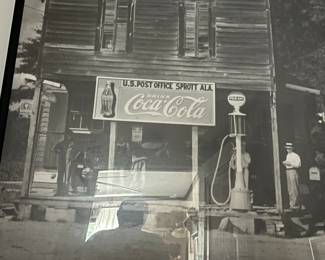 U.S. POST OFFICE SPROTT ALA.
DRINK
Coca-Cola